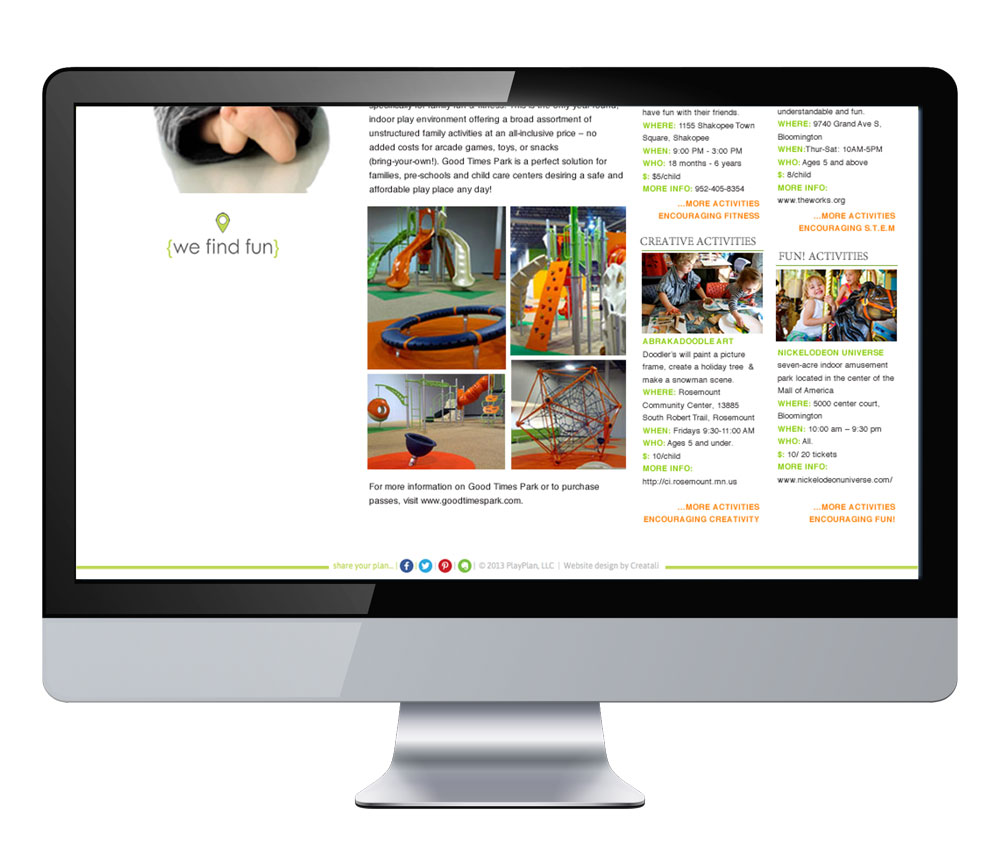 {we find fun}
specifically for family fun & fitness. This is the only year-round,
indoor play environment offering a broad assortment of
unstructured family activities at an all-inclusive price – no
added costs for arcade games, toys, or snacks
(bring-your-own!). Good Times Park is a perfect solution for
families, pre-schools and child care centers desiring a safe and
affordable play place any day!
For more information on Good Times Park or to purchase
passes, visit www.goodtimespark.com.
have fun with their friends.
WHERE: 1155 Shakopee Town
Square, Shakopee
WHEN: 9:00 PM - 3:00 PM
WHO: 18 months - 6 years
$: $5/child
MORE INFO: 952-405-8354
...MORE ACTIVITIES
ENCOURAGING FITNESS
CREATIVE ACTIVITIES
ABRAKADOODLE ART
Doodler's will paint a picture
frame, create a holiday tree &
make a snowman scene.
WHERE: Rosemount
Community Center, 13885
South Robert Trail, Rosemount
WHEN: Fridays 9:30-11:00 AM
WHO: Ages 5 and under.
$: 10/child
MORE INFO:
http://ci.rosemount.mn.us
...MORE ACTIVITIES
ENCOURAGING CREATIVITY
understandable and fun.
WHERE: 9740 Grand Ave S,
Bloomington
WHEN:Thur-Sat: 10AM-5PM
WHO: Ages 5 and above
$: 8/child
MORE INFO:
www.theworks.org
...MORE ACTIVITIES
ENCOURAGING S.T.E.M
FUN! ACTIVITIES
NICKELODEON UNIVERSE
seven-acre indoor amusement
park located in the center of the
Mall of America
WHERE: 5000 center court,
Bloomington
WHEN: 10:00 am – 9:30 pm
WHO: All.
$: 10/ 20 tickets
MORE INFO:
www.nickelodeonuniverse.com/
...MORE ACTIVITIES
ENCOURAGING FUN!
share your plan... | © 2013 PlayPlan, LLC | Website design by Creatali